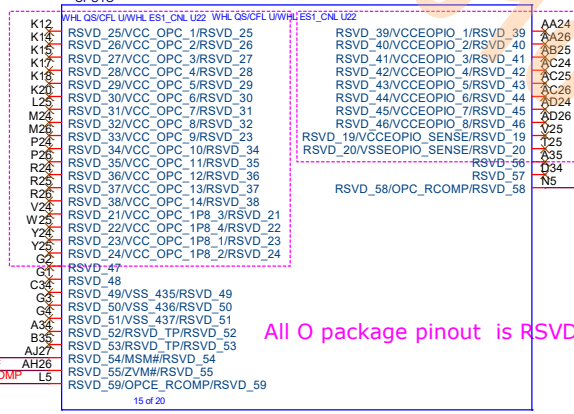 WHL QS/CFL U/WHL ES1_CNL U22 WHL QS/CFL U/WHL ES1_CNL U22
K12 RSVD_25/VCC_OPC_1/RSVD_25 RSVD_39/VCCEOPIO_1/RSVD_39 AA24
K14 RSVD_26/VCC_OPC_2/RSVD_26 RSVD_40/VCCEOPIO_2/RSVD_40 AA26
K15 RSVD_27/VCC_OPC_3/RSVD_27 RSVD_41/VCCEOPIO_3/RSVD_41 AB25
K17 RSVD_28/VCC_OPC_4/RSVD_28 RSVD_42/VCCEOPIO_4/RSVD_42 AC24
K18 RSVD_29/VCC_OPC_5/RSVD_29 RSVD_43/VCCEOPIO_5/RSVD_43 AC25
K20 RSVD_30/VCC_OPC_6/RSVD_30 RSVD_44/VCCEOPIO_6/RSVD_44 AC26
L25 RSVD_31/VCC_OPC_7/RSVD_31 RSVD_45/VCCEOPIO_7/RSVD_45 AD24
M24 RSVD_32/VCC_OPC_8/RSVD_32 RSVD_46/VCCEOPIO_8/RSVD_46 AD26
M26 RSVD_33/VCC_OPC_9/RSVD_23 RSVD_19/VCCEOPIO_SENSE/RSVD_19 V25
P24 RSVD_34/VCC_OPC_10/RSVD_34 RSVD_20/VSSEOPIO_SENSE/RSVD_20 T25
P26 RSVD_35/VCC_OPC_11/RSVD_35 RSVD_56 A35
R24 RSVD_36/VCC_OPC_12/RSVD_36 RSVD_57 D34
R25 RSVD_37/VCC_OPC_13/RSVD_37 RSVD_58/OPC_RCOMP/RSVD_58 N5
R26 RSVD_38/VCC_OPC_14/RSVD_38
V24 RSVD_21/VCC_OPC_1P8_3/RSVD_21
W25 RSVD_22/VCC_OPC_1P8_4/RSVD_22
Y24 RSVD_23/VCC_OPC_1P8_1/RSVD_23
Y25 RSVD_24/VCC_OPC_1P8_2/RSVD_24
G2 RSVD_47
G1 RSVD_48
C34 RSVD_49/VSS_435/RSVD_49
G3 RSVD_50/VSS_436/RSVD_50
G4 RSVD_51/VSS_437/RSVD_51
A34 RSVD_52/RSVD_TP/RSVD_52 All O package pinout is RSVD
B35 RSVD_53/RSVD_TP/RSVD_53
AJ27 RSVD_54/MSM#/RSVD_54
AH26 RSVD_55/ZVM#/RSVD_55
L5 RSVD_59/OPCE_RCOMP/RSVD_59
15 of 20